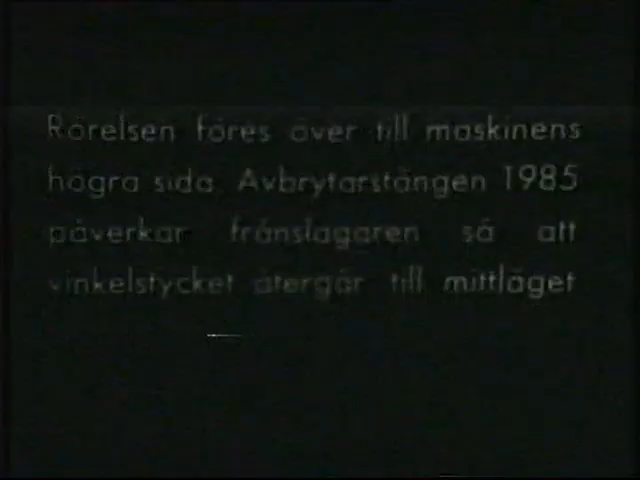 Rörelsen föres över till maskinens
högra sida. Avbrytarstången 1985
påverkar frånslagaren så att
vinkelstycket återgår till mittläget